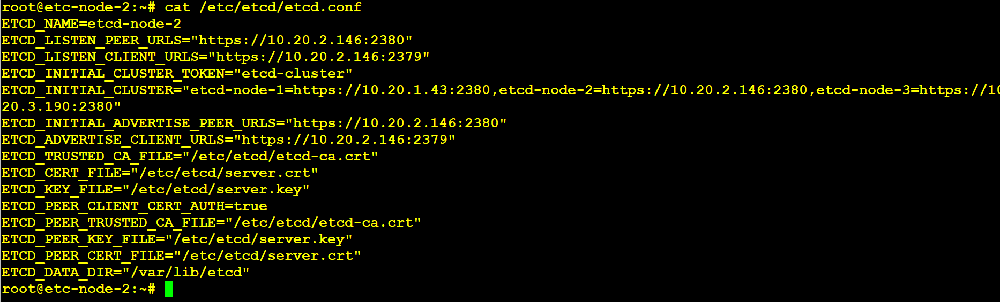 root@etc-node-2:~# cat /etc/etcd/etcd.conf
ETCD_NAME=etcd-node-2
ETCD_LISTEN_PEER_URLS="https://10.20.2.146:2380"
ETCD_LISTEN_CLIENT_URLS="https://10.20.2.146:2379"
ETCD_INITIAL_CLUSTER_TOKEN="etcd-cluster"
ETCD_INITIAL_CLUSTER="etcd-node-1=https://10.20.1.43:2380,etcd-node-2=https://10.20.2.146:2380,etcd-node-3=https://10
20.3.190:2380"
ETCD_INITIAL_ADVERTISE_PEER_URLS="https://10.20.2.146:2380"
ETCD_ADVERTISE_CLIENT_URLS="https://10.20.2.146:2379"
ETCD_TRUSTED_CA_FILE="/etc/etcd/etcd-ca.crt"
ETCD_CERT_FILE="/etc/etcd/server.crt"
ETCD_KEY_FILE="/etc/etcd/server.key"
ETCD_PEER_CLIENT_CERT_AUTH=true
ETCD_PEER_TRUSTED_CA_FILE="/etc/etcd/etcd-ca.crt"
ETCD_PEER_KEY_FILE="/etc/etcd/server.key"
ETCD_PEER_CERT_FILE="/etc/etcd/server.crt"
ETCD_DATA_DIR="/var/lib/etcd"
root@etc-node-2:~#